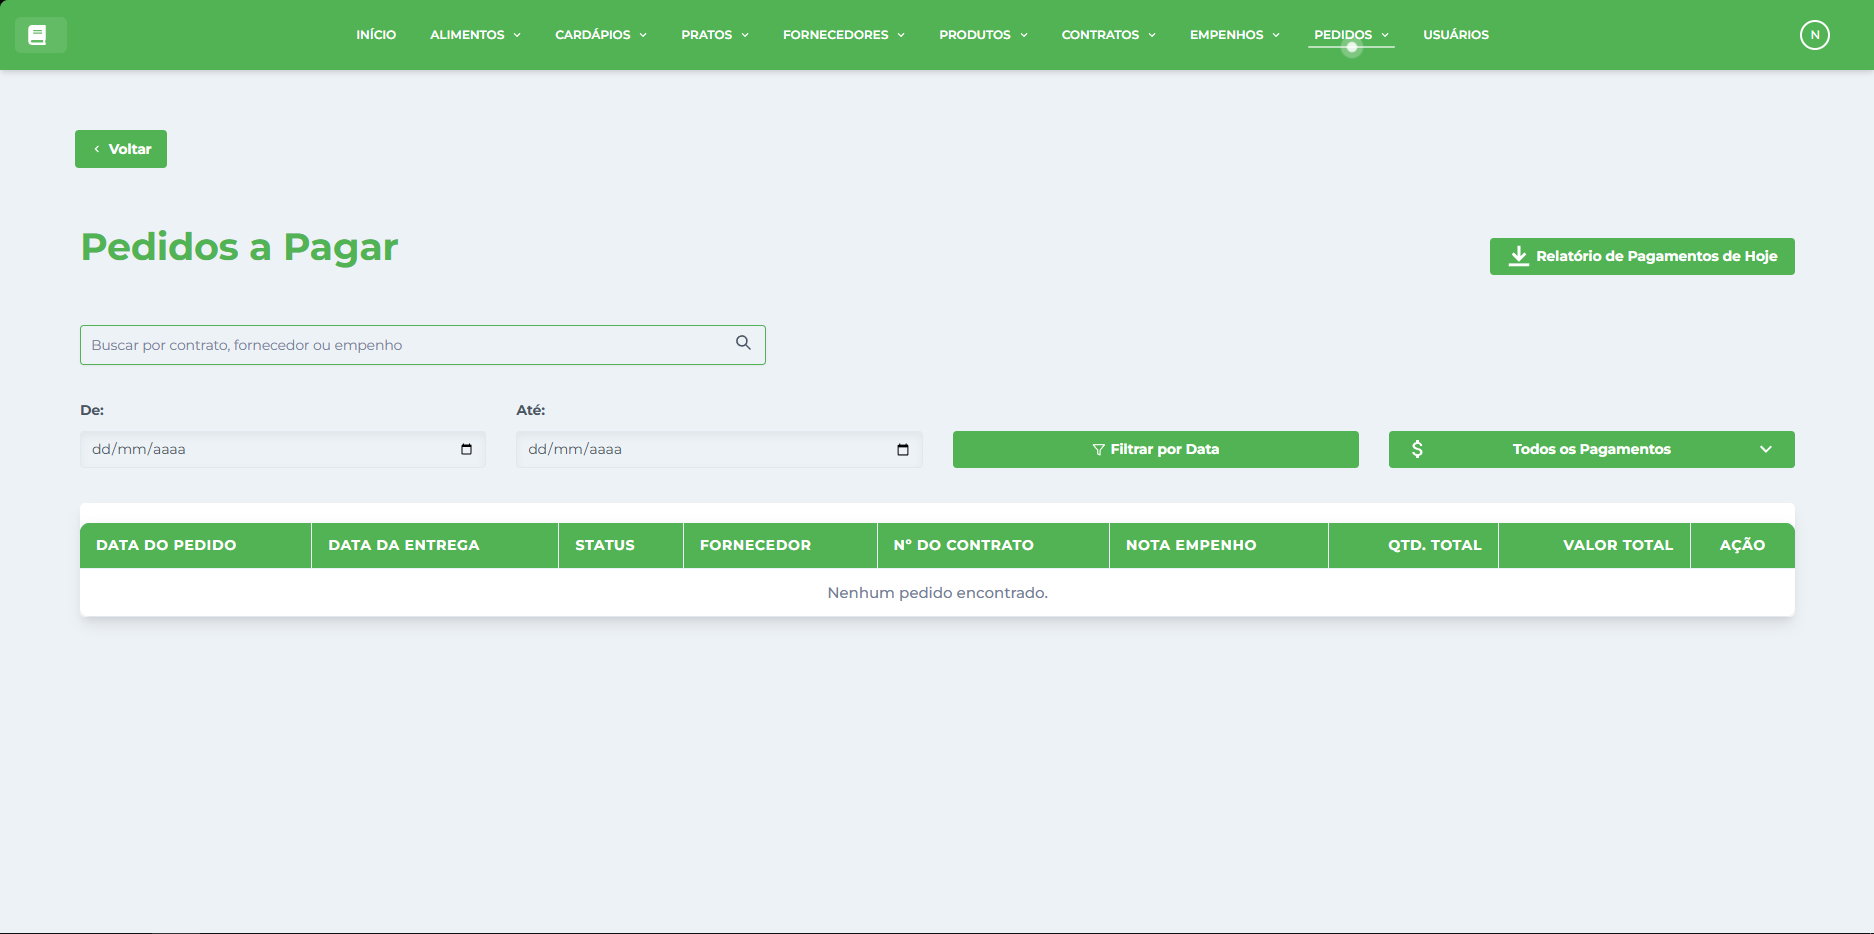 INÍCIO ALIMENTOS CARDÁPIOS PRATOS FORNECEDORES PRODUTOS CONTRATOS EMPENHOS PEDIDOS USUÁRIOS N
Voltar
Pedidos a Pagar
Relatório de Pagamentos de Hoje
Buscar por contrato, fornecedor ou empenho
De: Até:
dd/mm/aaaa dd/mm/aaaa Filtrar por Data $ Todos os Pagamentos
DATA DO PEDIDO DATA DA ENTREGA STATUS FORNECEDOR Nº DO CONTRATO NOTA EMPENHO QTD. TOTAL VALOR TOTAL AÇÃO
Nenhum pedido encontrado.